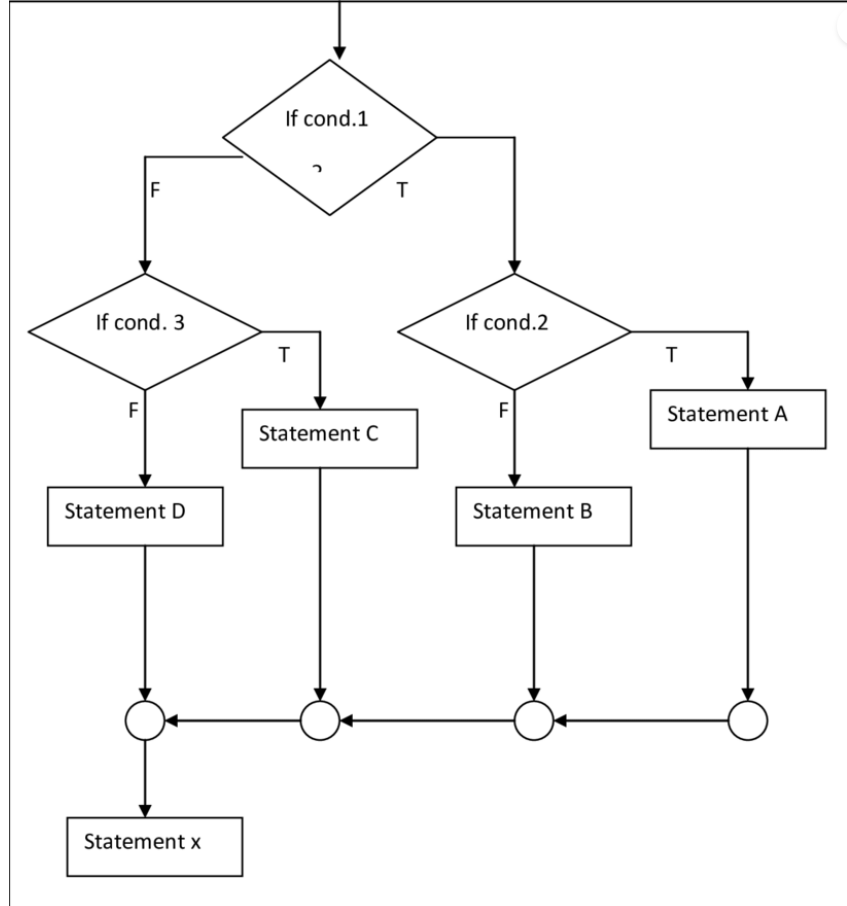 If cond.1
?
F
T
If cond. 3
If cond.2
T
T
F
F
Statement A
Statement C
Statement D
Statement B
Statement x